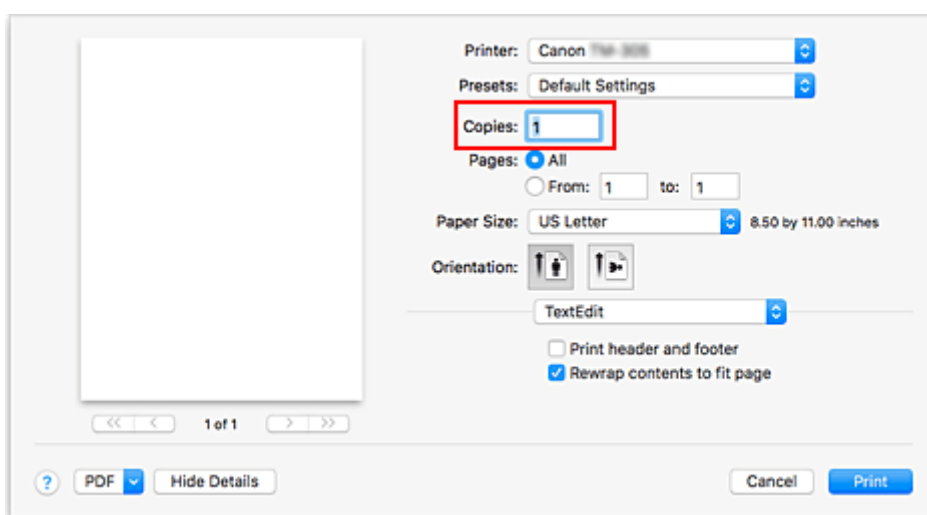 Printer: Canon
Presets: Default Settings
Copies: 1
Pages: All
From: 1 to: 1
Paper Size: US Letter 8.50 by 11.00 inches
Orientation:
TextEdit
Print header and footer
Rewrap contents to fit page
<< < 1 of 1 > >>
? PDF Hide Details Cancel Print